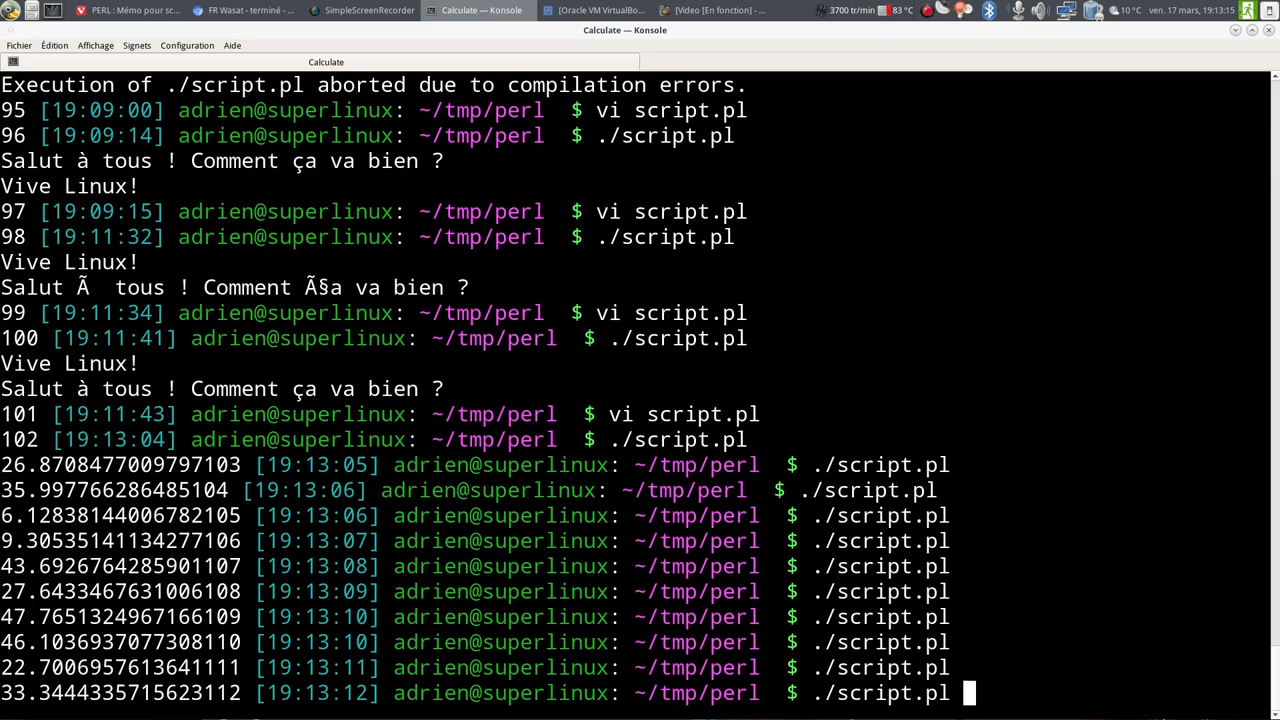 PERL : Mémo pour sc...
FR Wasat - terminé - ...
SimpleScreenRecorder
Calculate — Konsole
[Oracle VM VirtualBo...
[Video [En fonction] - ...
3700 tr/min
83 °C
10 °C
ven. 17 mars, 19:13:15
Calculate — Konsole
Fichier Édition Affichage Signets Configuration Aide
Calculate
Execution of ./script.pl aborted due to compilation errors.
95 [19:09:00] adrien@superlinux: ~/tmp/perl $ vi script.pl
96 [19:09:14] adrien@superlinux: ~/tmp/perl $ ./script.pl
Salut à tous ! Comment ça va bien ?
Vive Linux!
97 [19:09:15] adrien@superlinux: ~/tmp/perl $ vi script.pl
98 [19:11:32] adrien@superlinux: ~/tmp/perl $ ./script.pl
Vive Linux!
Salut Ã  tous ! Comment Ã§a va bien ?
99 [19:11:34] adrien@superlinux: ~/tmp/perl $ vi script.pl
100 [19:11:41] adrien@superlinux: ~/tmp/perl $ ./script.pl
Vive Linux!
Salut à tous ! Comment ça va bien ?
101 [19:11:43] adrien@superlinux: ~/tmp/perl $ vi script.pl
102 [19:13:04] adrien@superlinux: ~/tmp/perl $ ./script.pl
26.8708477009797103 [19:13:05] adrien@superlinux: ~/tmp/perl $ ./script.pl
35.997766286485104 [19:13:06] adrien@superlinux: ~/tmp/perl $ ./script.pl
6.12838144006782105 [19:13:06] adrien@superlinux: ~/tmp/perl $ ./script.pl
9.30535141134277106 [19:13:07] adrien@superlinux: ~/tmp/perl $ ./script.pl
43.6926764285901107 [19:13:08] adrien@superlinux: ~/tmp/perl $ ./script.pl
27.6433467631006108 [19:13:09] adrien@superlinux: ~/tmp/perl $ ./script.pl
47.7651324967166109 [19:13:10] adrien@superlinux: ~/tmp/perl $ ./script.pl
46.1036937077308110 [19:13:10] adrien@superlinux: ~/tmp/perl $ ./script.pl
22.7006957613641111 [19:13:11] adrien@superlinux: ~/tmp/perl $ ./script.pl
33.3444335715623112 [19:13:12] adrien@superlinux: ~/tmp/perl $ ./script.pl